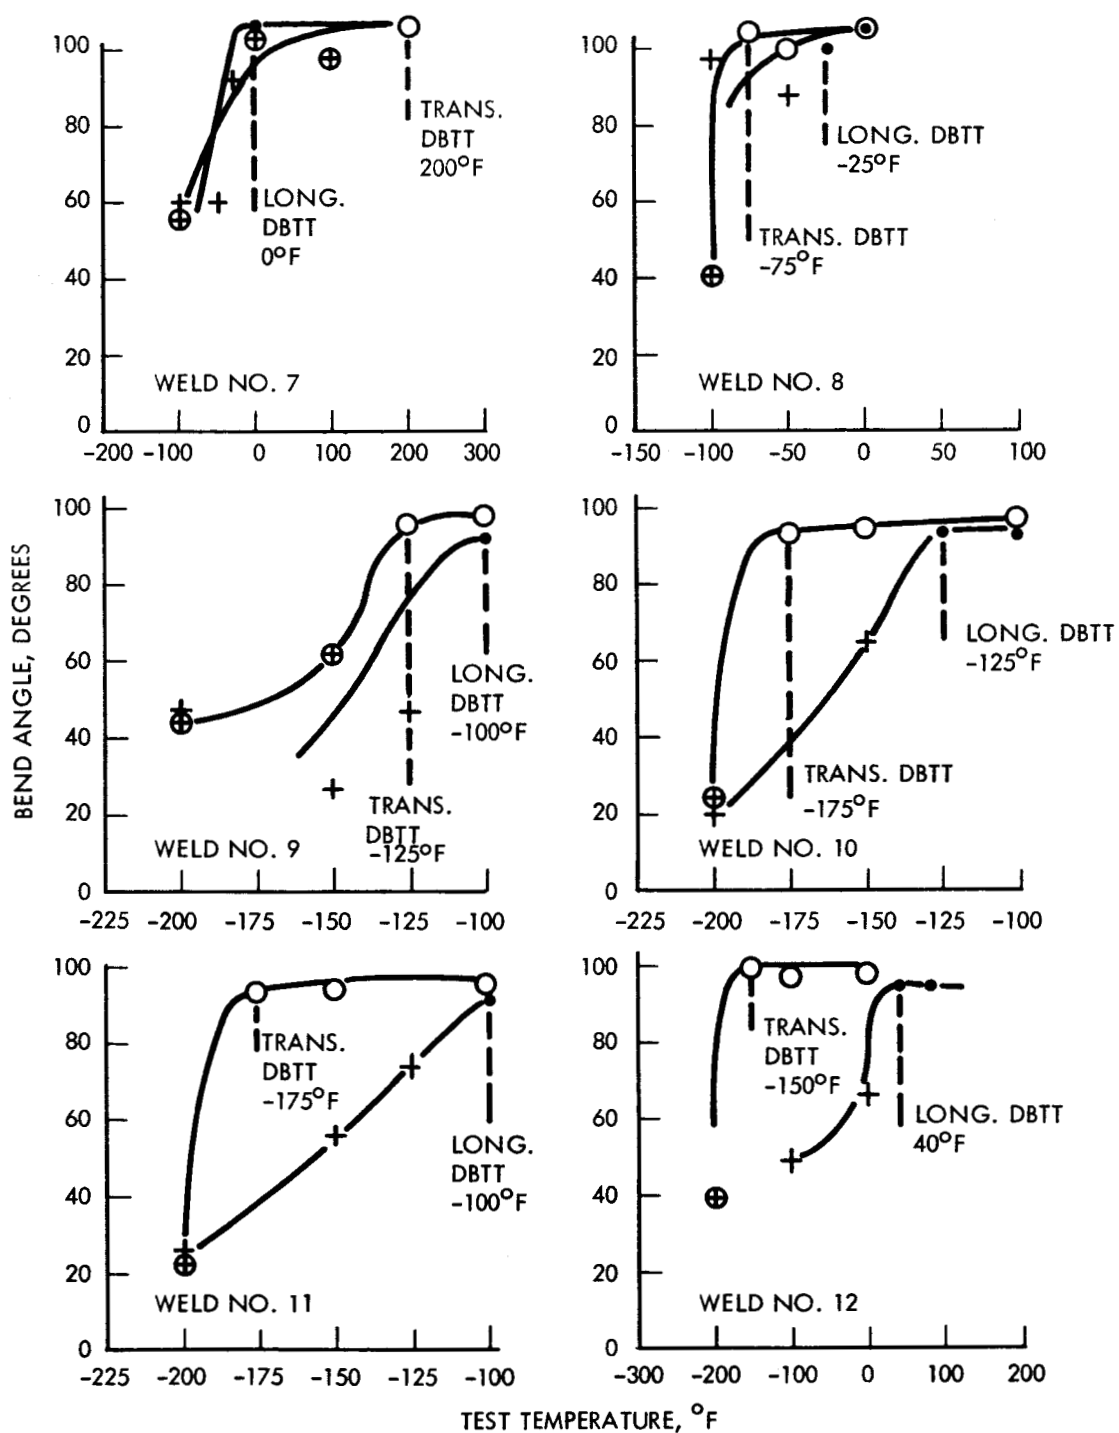 100
80
60
40
20
0
TRANS.
DBTT
200°F
LONG.
DBTT
0°F
WELD NO. 7
-200 -100 0 100 200 300
100
80
60
40
20
0
LONG. DBTT
-25°F
TRANS. DBTT
-75°F
WELD NO. 8
-150 -100 -50 0 50 100
BEND ANGLE, DEGREES
100
80
60
40
20
0
LONG.
DBTT
-100°F
TRANS.
DBTT
-125°F
WELD NO. 9
-225 -200 -175 -150 -125 -100
100
80
60
40
20
0
LONG. DBTT
-125°F
TRANS. DBTT
-175°F
WELD NO. 10
-225 -200 -175 -150 -125 -100
100
80
60
40
20
0
TRANS.
DBTT
-175°F
LONG.
DBTT
-100°F
WELD NO. 11
-225 -200 -175 -150 -125 -100
100
80
60
40
20
0
TRANS.
DBTT
-150°F
LONG. DBTT
40°F
WELD NO. 12
-300 -200 -100 0 100 200
TEST TEMPERATURE, °F